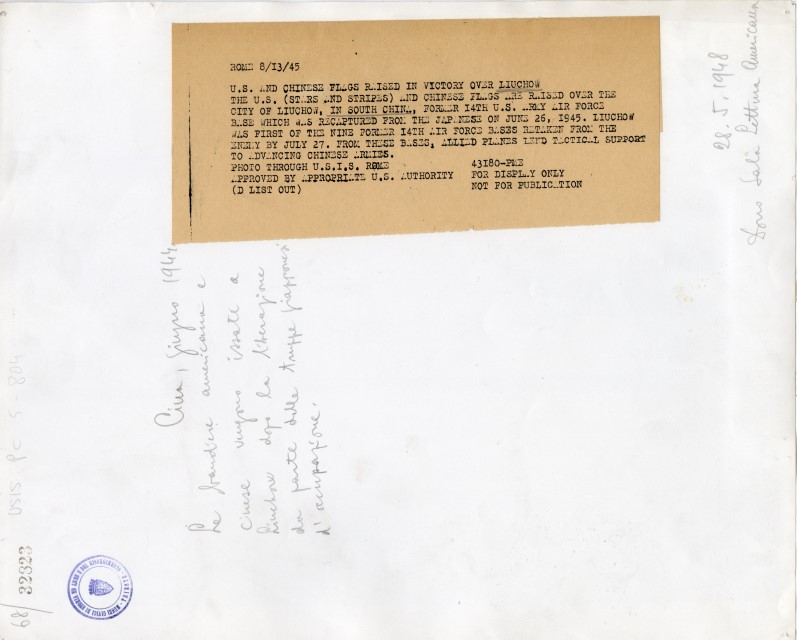 ROME 8/13/45
U.S. AND CHINESE FLAGS RAISED IN VICTORY OVER LIUCHOW
THE U.S. (STARS AND STRIPES) AND CHINESE FLAGS ARE RAISED OVER THE
CITY OF LIUCHOW, IN SOUTH CHINA, FORMER 14TH U.S. ARMY AIR FORCE
BASE WHICH WAS RECAPTURED FROM THE JAPANESE ON JUNE 26, 1945. LIUCHOW
WAS FIRST OF THE NINE FORMER 14TH AIR FORCE BASES RETAKEN FROM THE
ENEMY BY JULY 27. FROM THESE BASES, ALLIED PLANES LEND TACTICAL SUPPORT
TO ADVANCING CHINESE ARMIES.
PHOTO THROUGH U.S.I.S. ROME 43180-PME
APPROVED BY APPROPRIATE U.S. AUTHORITY FOR DISPLAY ONLY
(D LIST OUT) NOT FOR PUBLICATION
28.5.1948
Dono Sala Lettura Americana
Cina, giugno 1944
Le bandiere americana e
cinese vengono issate a
Liuchow dopo la liberazione
da parte delle truppe giapponesi
d'occupazione.
USIS PC S-804
68/ 32323